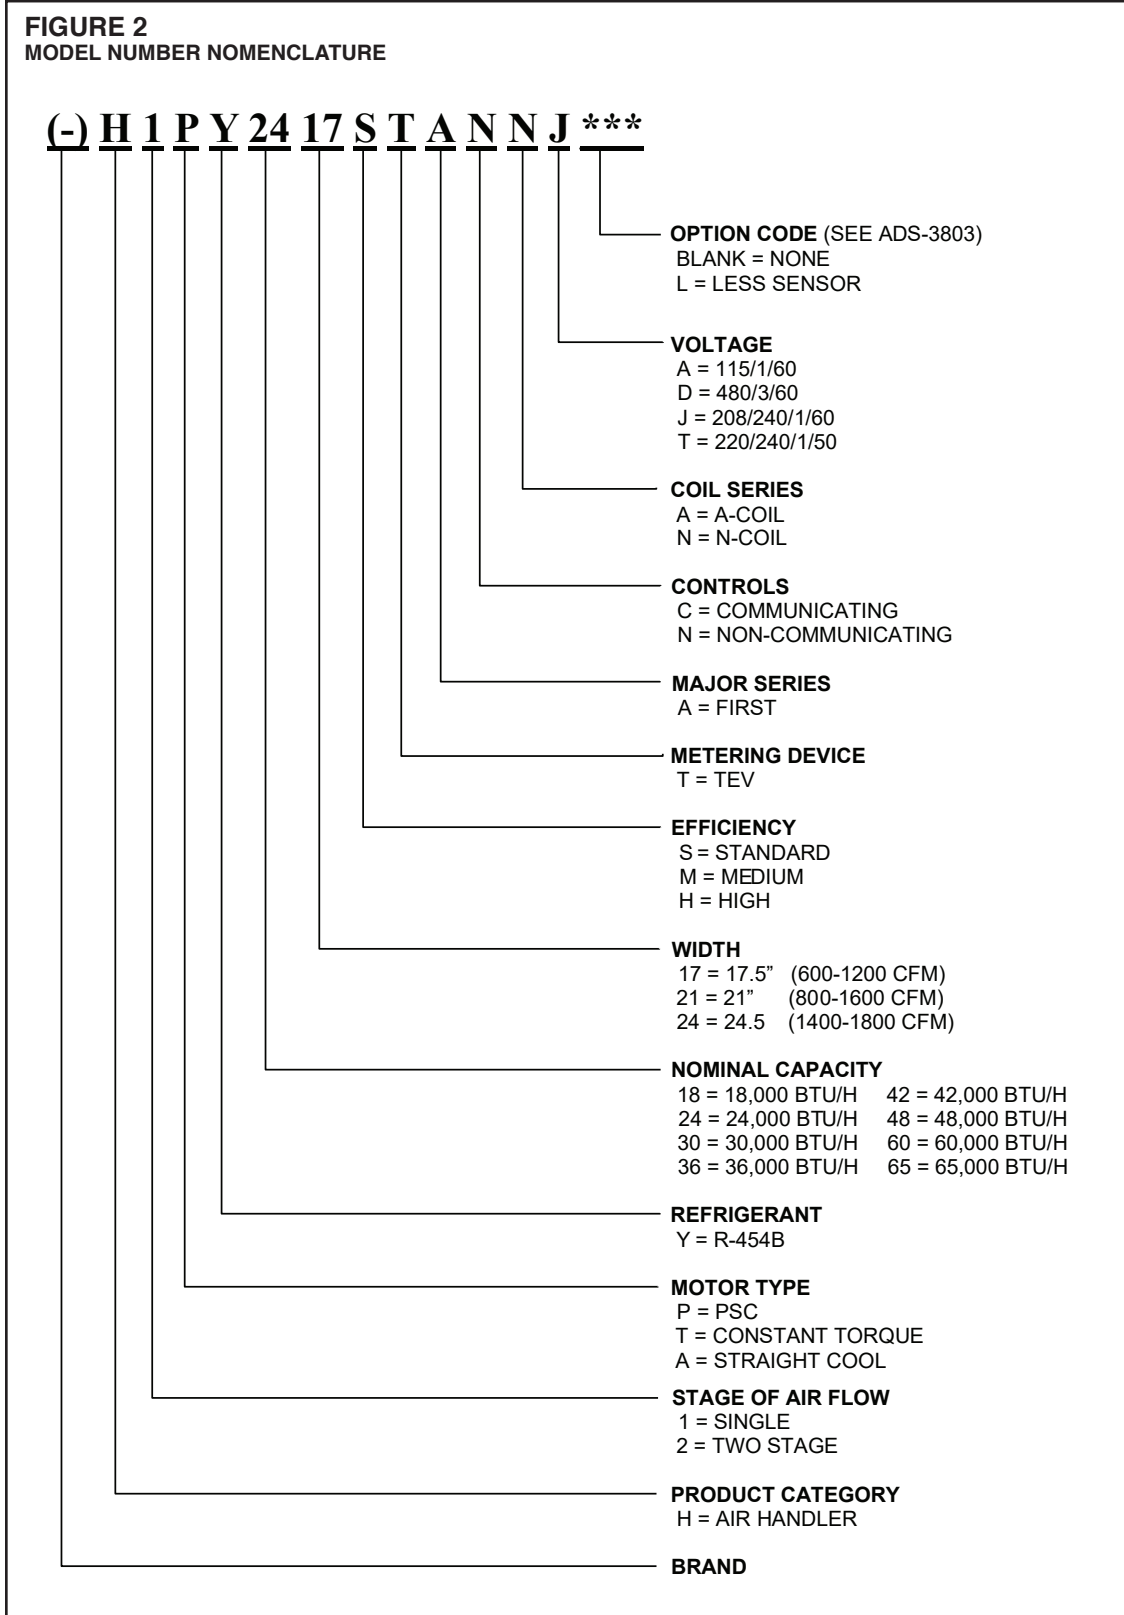 FIGURE 2
MODEL NUMBER NOMENCLATURE
(-) H 1 P Y 24 17 S T A N N J ***
OPTION CODE (SEE ADS-3803)
BLANK = NONE
L = LESS SENSOR
VOLTAGE
A = 115/1/60
D = 480/3/60
J = 208/240/1/60
T = 220/240/1/50
COIL SERIES
A = A-COIL
N = N-COIL
CONTROLS
C = COMMUNICATING
N = NON-COMMUNICATING
MAJOR SERIES
A = FIRST
METERING DEVICE
T = TEV
EFFICIENCY
S = STANDARD
M = MEDIUM
H = HIGH
WIDTH
17 = 17.5” (600-1200 CFM)
21 = 21” (800-1600 CFM)
24 = 24.5 (1400-1800 CFM)
NOMINAL CAPACITY
18 = 18,000 BTU/H 42 = 42,000 BTU/H
24 = 24,000 BTU/H 48 = 48,000 BTU/H
30 = 30,000 BTU/H 60 = 60,000 BTU/H
36 = 36,000 BTU/H 65 = 65,000 BTU/H
REFRIGERANT
Y = R-454B
MOTOR TYPE
P = PSC
T = CONSTANT TORQUE
A = STRAIGHT COOL
STAGE OF AIR FLOW
1 = SINGLE
2 = TWO STAGE
PRODUCT CATEGORY
H = AIR HANDLER
BRAND